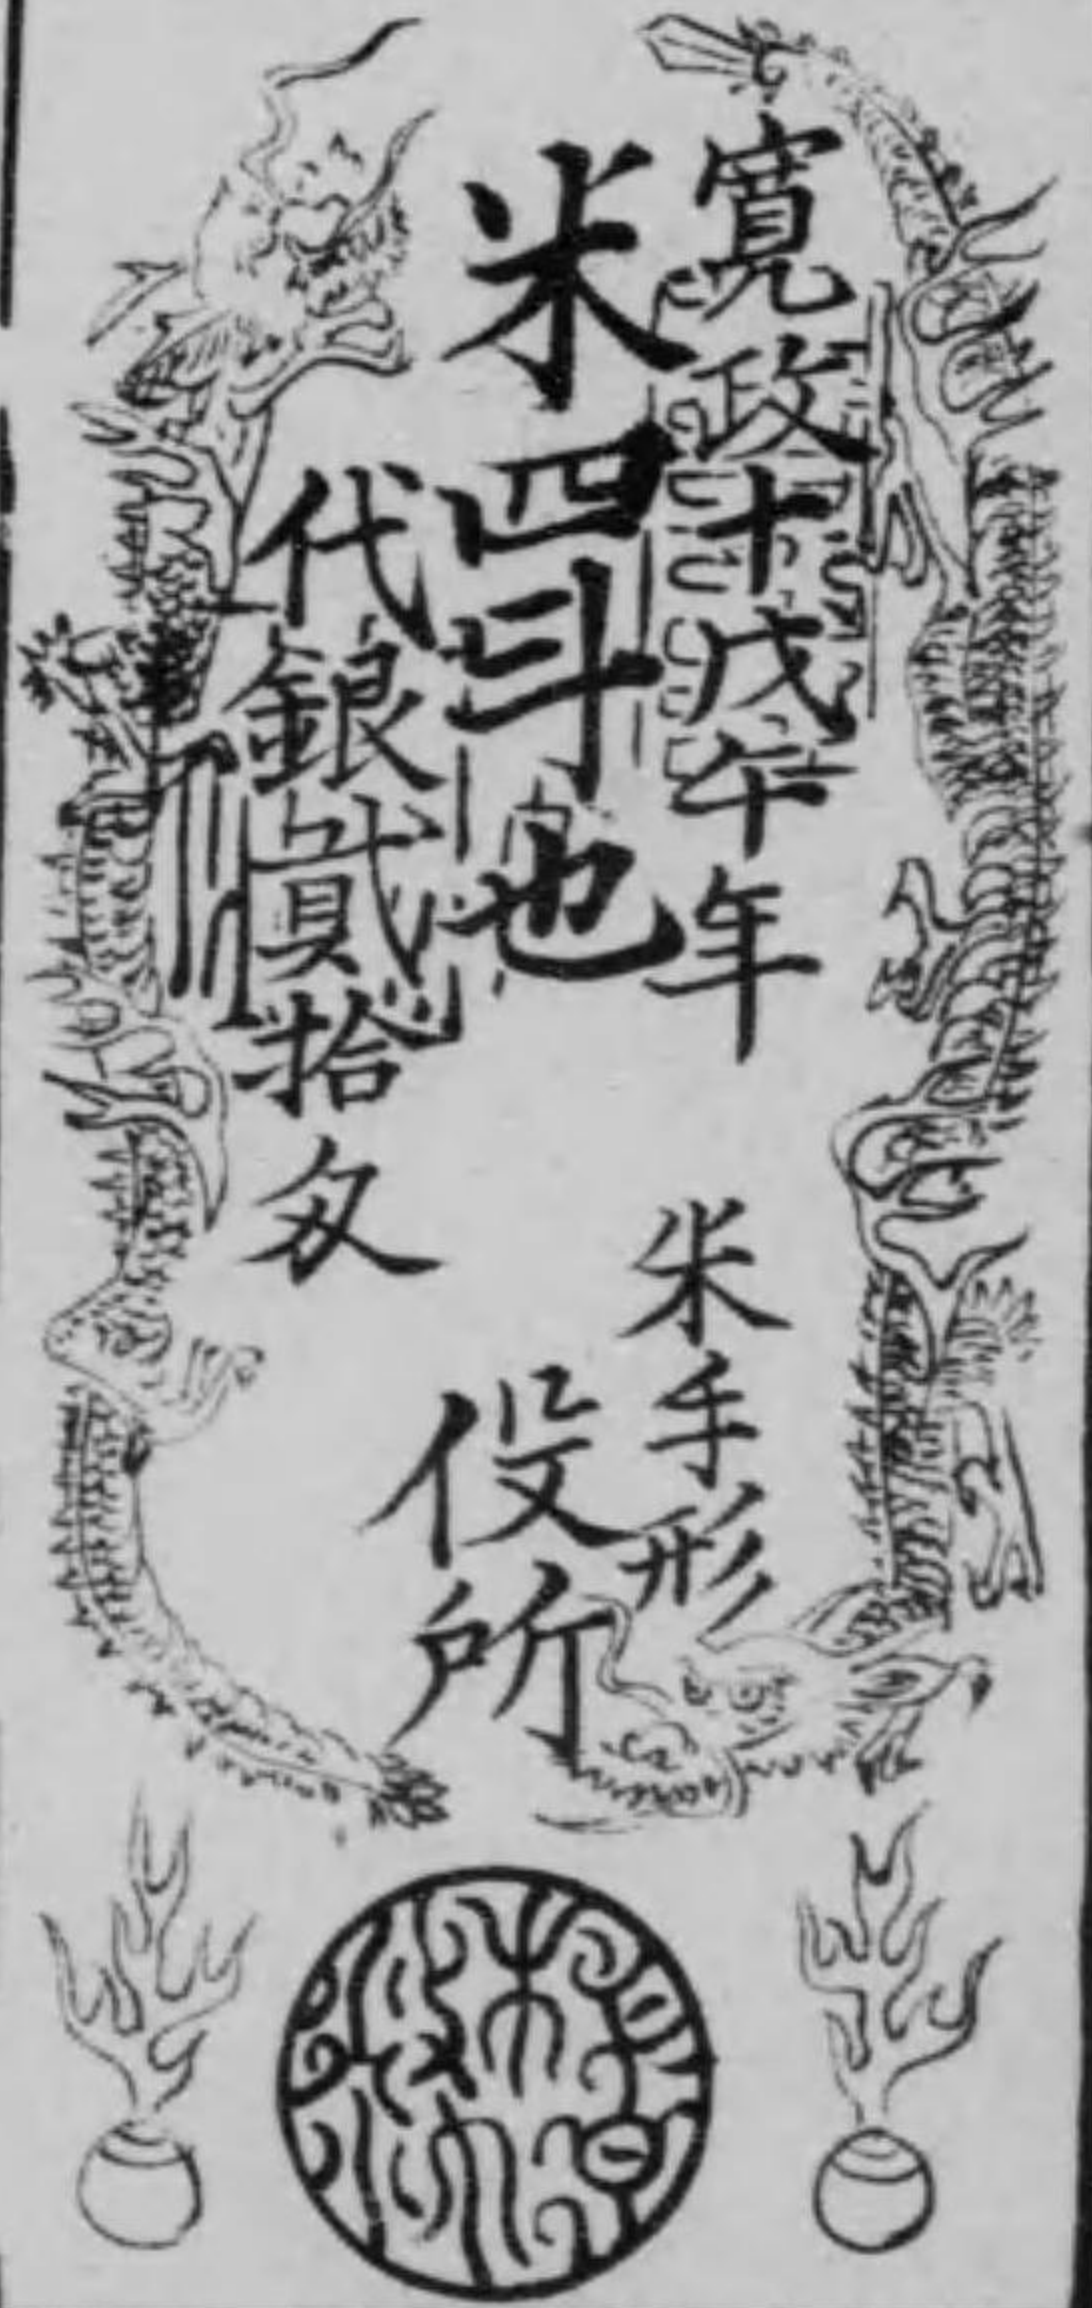 寛政十戊午年
米四斗也
代銀貳拾匁
米手形
役所